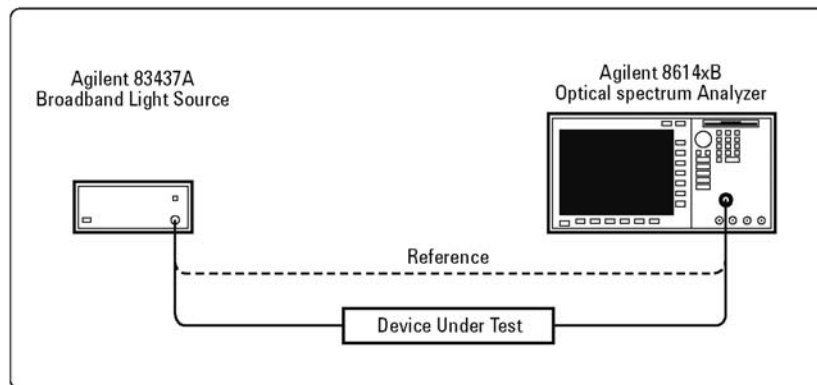 Agilent 83437A
Broadband Light Source
Agilent 8614xB
Optical spectrum Analyzer
Reference
Device Under Test